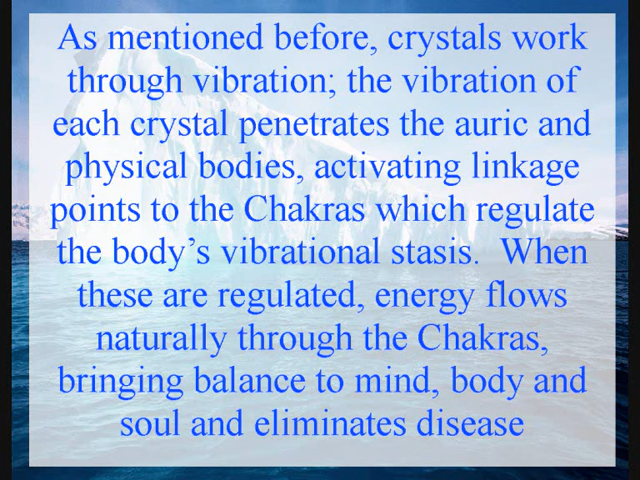 As mentioned before, crystals work
through vibration; the vibration of
each crystal penetrates the auric and
physical bodies, activating linkage
points to the Chakras which regulate
the body’s vibrational stasis.  When
these are regulated, energy flows
naturally through the Chakras,
bringing balance to mind, body and
soul and eliminates disease